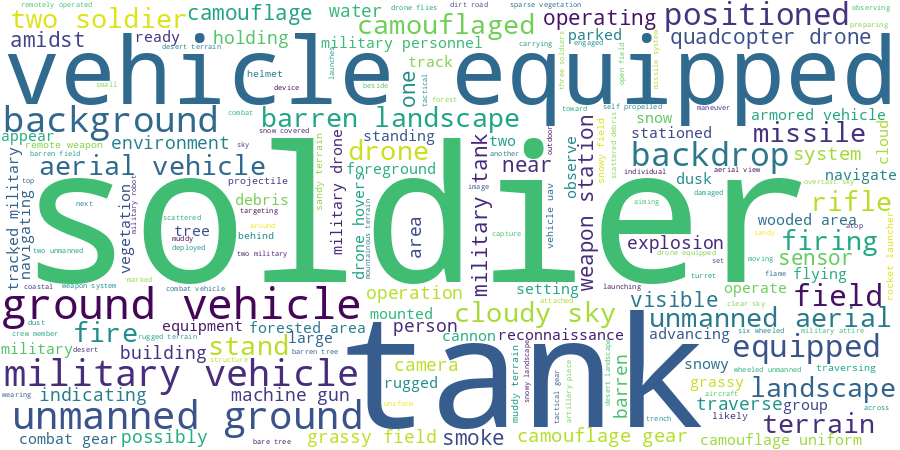 remotely operated
drone flies
dirt road
sparse vegetation
observing
two soldier
camouflage
water
camouflaged
operating
positioned
preparing
amidst
ready
holding
military personnel
parked
quadcopter drone
desert terrain
vehicle equipped
track
one
engaged
three soldiers
open field
missile system
helmet
launcher
carrying
small
device
beside
tactical
forest
toward
self propelled
maneuver
background
combat
barren landscape
armored vehicle
appear
environment
snow covered
standing
two
another
outdoor
snow
stationed
missile
cloud
remote weapon
sky
drone
foreground
near
observe
snowy field
scattered debris
backdrop
system
barren field
aerial vehicle
sandy terrain
military drone
military tank
individual
aerial view
overcast sky
navigate
tracked military
navigating
top
projectile
image
vehicle uav
weapon station
dusk
damaged
aiming
rifle
next
vegetation
military robot
targeting
debris
drone hovers
mountainous terrain
area
wooded area
atop
scattered
around
tree
behind
capture
explosion
firing
sandy
soldier
two unmanned
muddy
deployed
two military
drone equipped
set
moving
sensor
rocket launcher
turret
flame
flying
coastal
weapon system
marked
combat vehicle
operation
setting
launching
operate
field
ground vehicle
mounted
attached
cloudy sky
visible
clear sky
unmanned aerial
dust
crew member
fire
equipment
forested area
large
person
cannon
reconnaissance
advancing
six wheeled
military attire
military
desert
rugged terrain
building
stand
barren tree
camera
muddy terrain
snowy landscape
tactical gear
artillery piece
desert landscape
barren
equipped
snowy
wheeled unmanned
traversing
military vehicle
structure
tank
rugged
grassy
aircraft
landscape
wearing
indicating
machine gun
uniform
trench
traverse
group
across
unmanned ground
likely
terrain
combat gear
possibly
bare tree
grassy field
smoke
camouflage gear
camouflage uniform